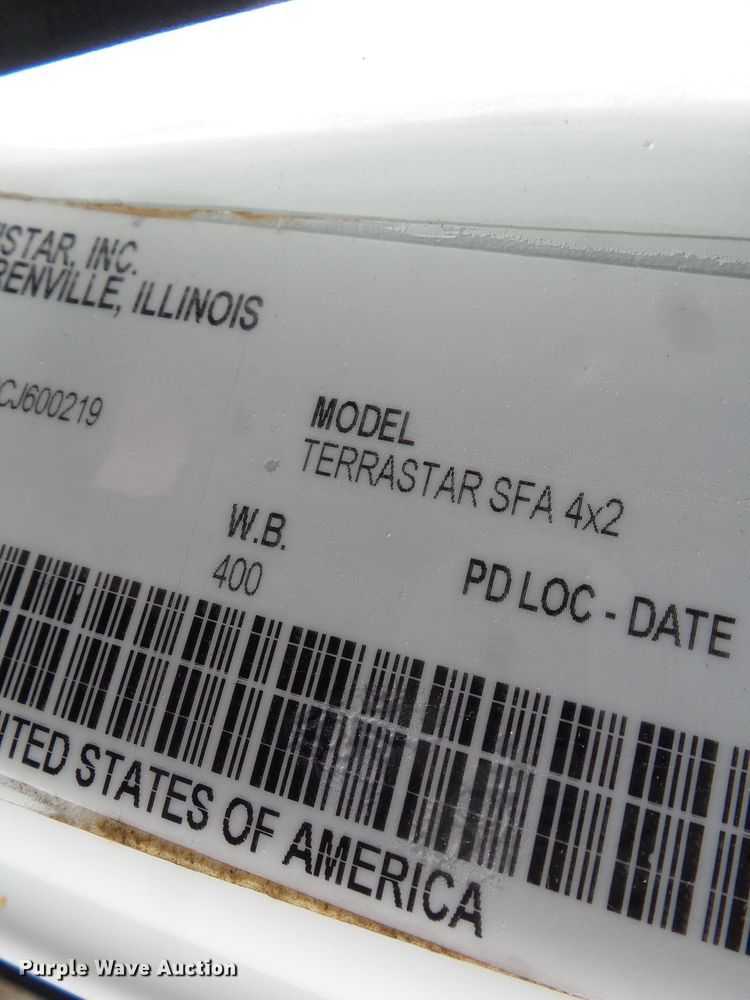 ISTAR, INC.
RENVILLE, ILLINOIS
CJ600219
MODEL
TERRASTAR SFA 4x2
W.B.
400
PD LOC - DATE
ITED STATES OF AMERICA
Purple Wave Auction